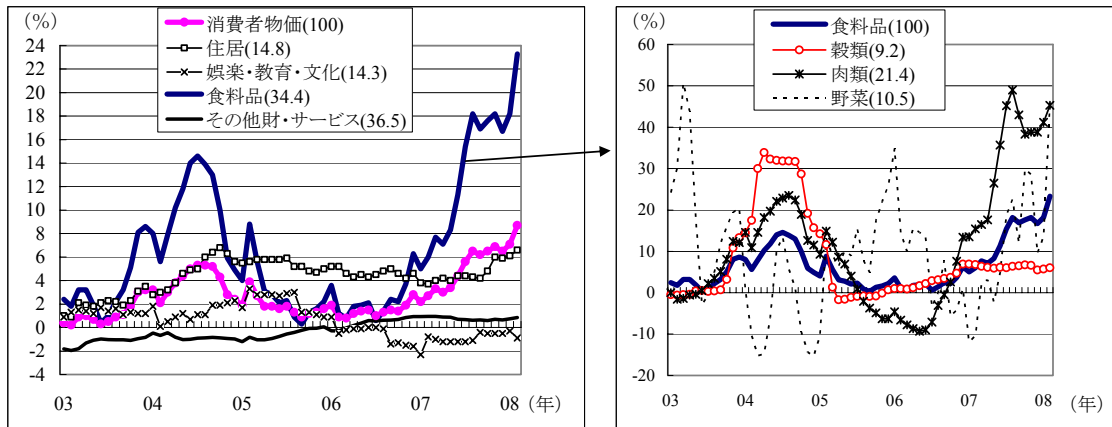 (%)
消費者物価(100)
住居(14.8)
娯楽・教育・文化(14.3)
食料品(34.4)
その他財・サービス(36.5)
24
22
20
18
16
14
12
10
8
6
4
2
0
-2
-4
03 04 05 06 07 08 (年)
(%)
食料品(100)
穀類(9.2)
肉類(21.4)
野菜(10.5)
60
50
40
30
20
10
0
-10
-20
03 04 05 06 07 08 (年)